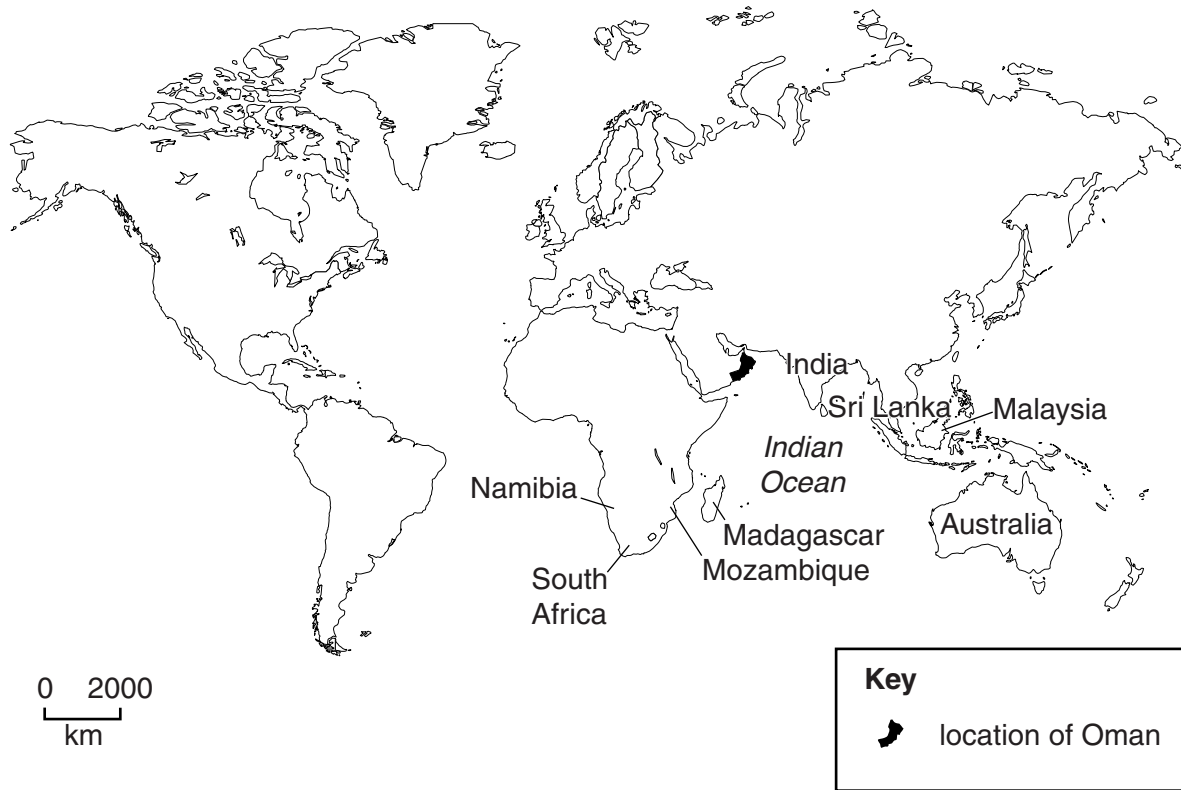 India
Sri Lanka
Malaysia
Indian
Ocean
Namibia
Madagascar
Australia
Mozambique
South
Africa
Key
location of Oman
0 2000
km